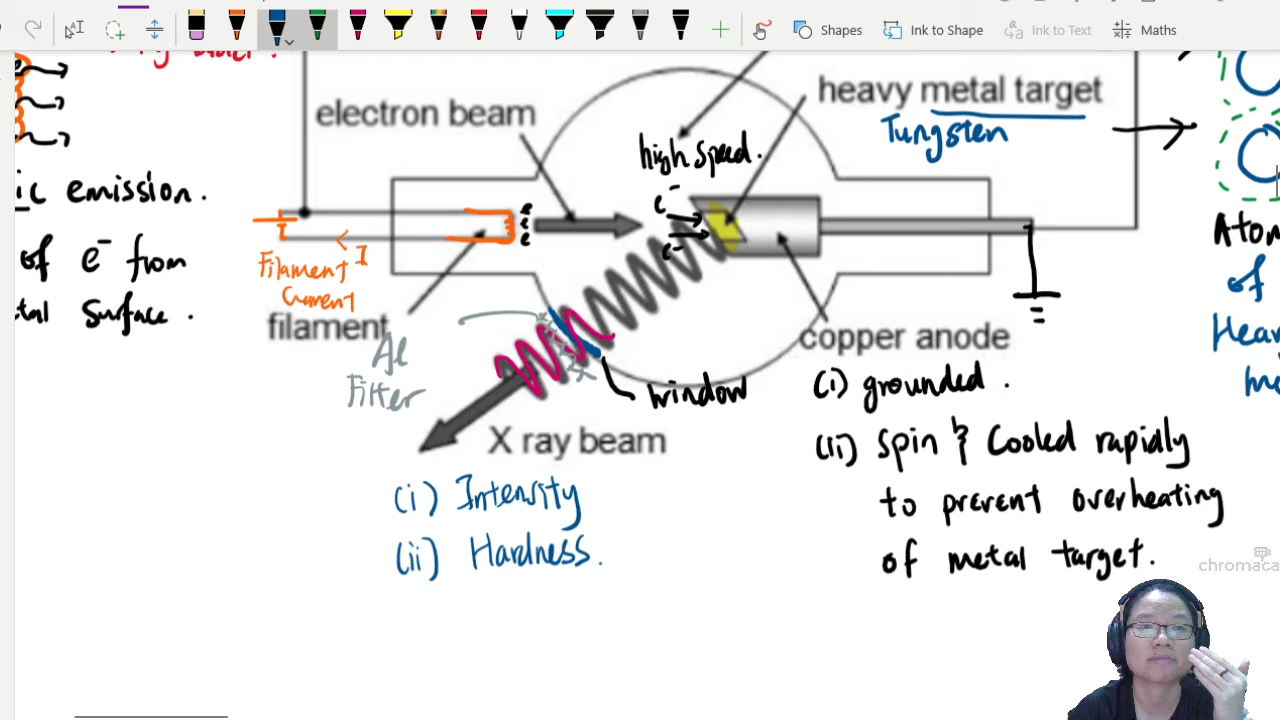 Shapes
Ink to Shape
Ink to Text
Maths
electron beam
heavy metal target
Tungsten
high speed.
e⁻
e⁻
ic emission.
of e⁻ from
Surface.
I
Filament
Current
filament
Al
Filter
window
X ray beam
(i) Intensity
(ii) Hardness.
copper anode
(i) grounded.
(ii) Spin & Cooled rapidly
to prevent overheating
of metal target.
Atom
of
Heav
chromaca